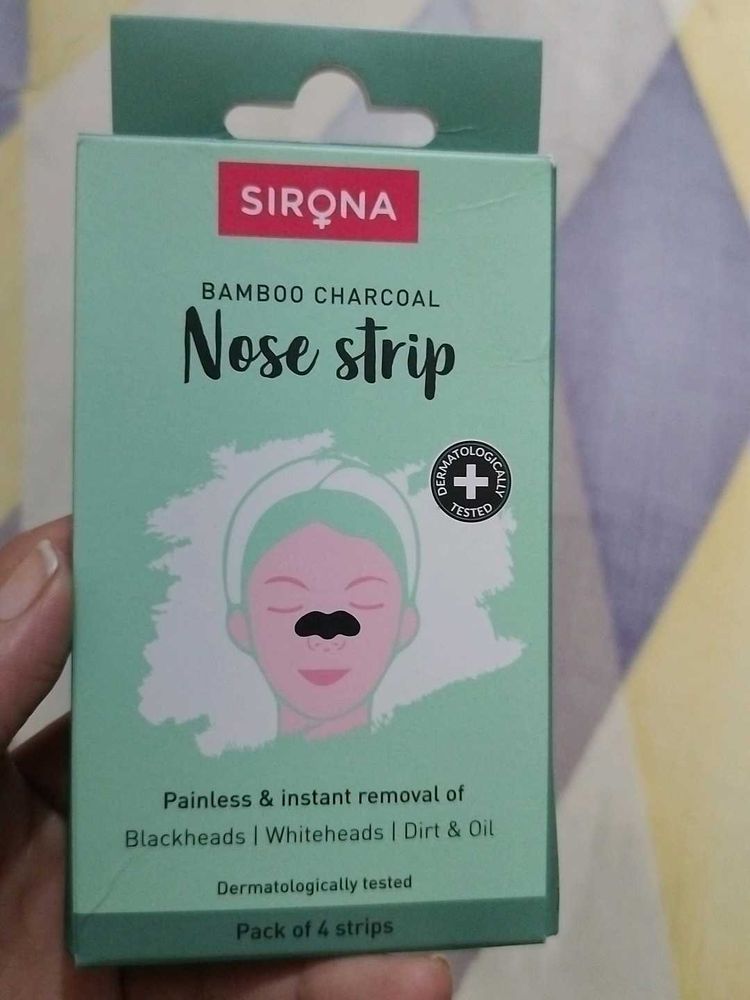 SIRONA
BAMBOO CHARCOAL
Nose strip
DERMATOLOGICALLY
TESTED
Painless & instant removal of
Blackheads | Whiteheads | Dirt & Oil
Dermatologically tested
Pack of 4 strips